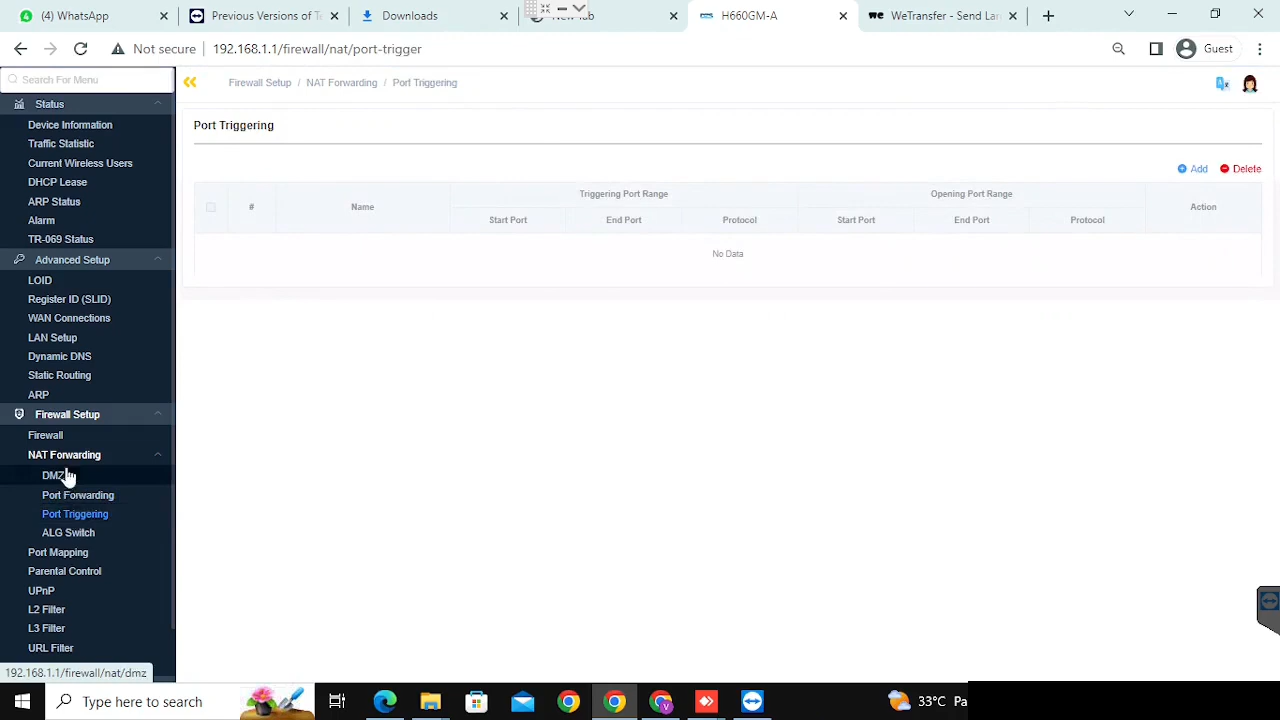 (4) WhatsApp
Previous Versions of T
Downloads
H660GM-A
WeTransfer - Send Lar
Not secure
192.168.1.1/firewall/nat/port-trigger
Guest
Search For Menu
Firewall Setup / NAT Forwarding / Port Triggering
Status
Device Information
Traffic Statistic
Current Wireless Users
DHCP Lease
ARP Status
Alarm
TR-069 Status
Advanced Setup
LOID
Register ID (SLID)
WAN Connections
LAN Setup
Dynamic DNS
Static Routing
ARP
Firewall Setup
Firewall
NAT Forwarding
DMZ
Port Forwarding
Port Triggering
ALG Switch
Port Mapping
Parental Control
UPnP
L2 Filter
L3 Filter
URL Filter
192.168.1.1/firewall/nat/dmz
Port Triggering
Add Delete
# Name Triggering Port Range Opening Port Range Action
Start Port End Port Protocol Start Port End Port Protocol
No Data
Type here to search
33°C Pa